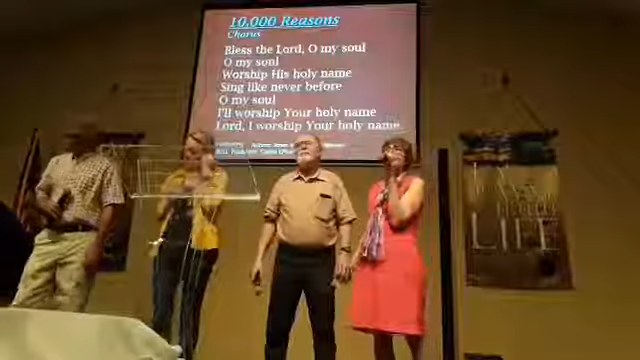 10,000 Reasons
Chorus
Bless the Lord, O my soul
O my soul
Worship His holy name
Sing like never before
O my soul
I'll worship Your holy name
Lord, I worship Your holy name
LIFE